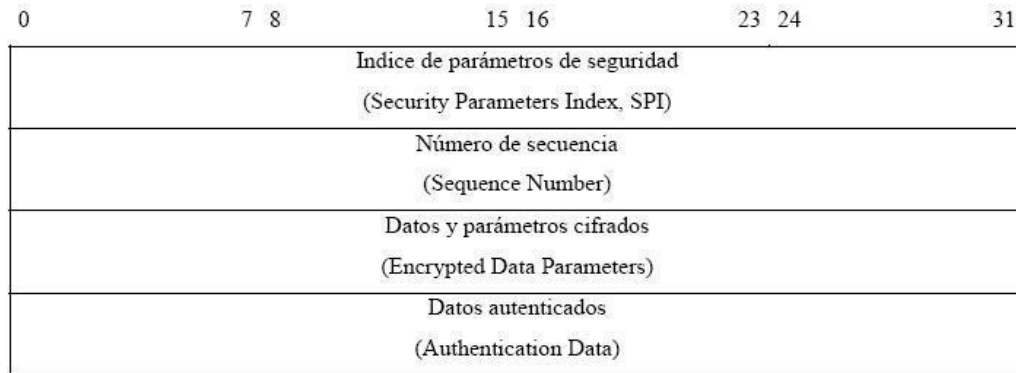 0 7 8 15 16 23 24 31
Indice de parámetros de seguridad
(Security Parameters Index, SPI)
Número de secuencia
(Sequence Number)
Datos y parámetros cifrados
(Encrypted Data Parameters)
Datos autenticados
(Authentication Data)